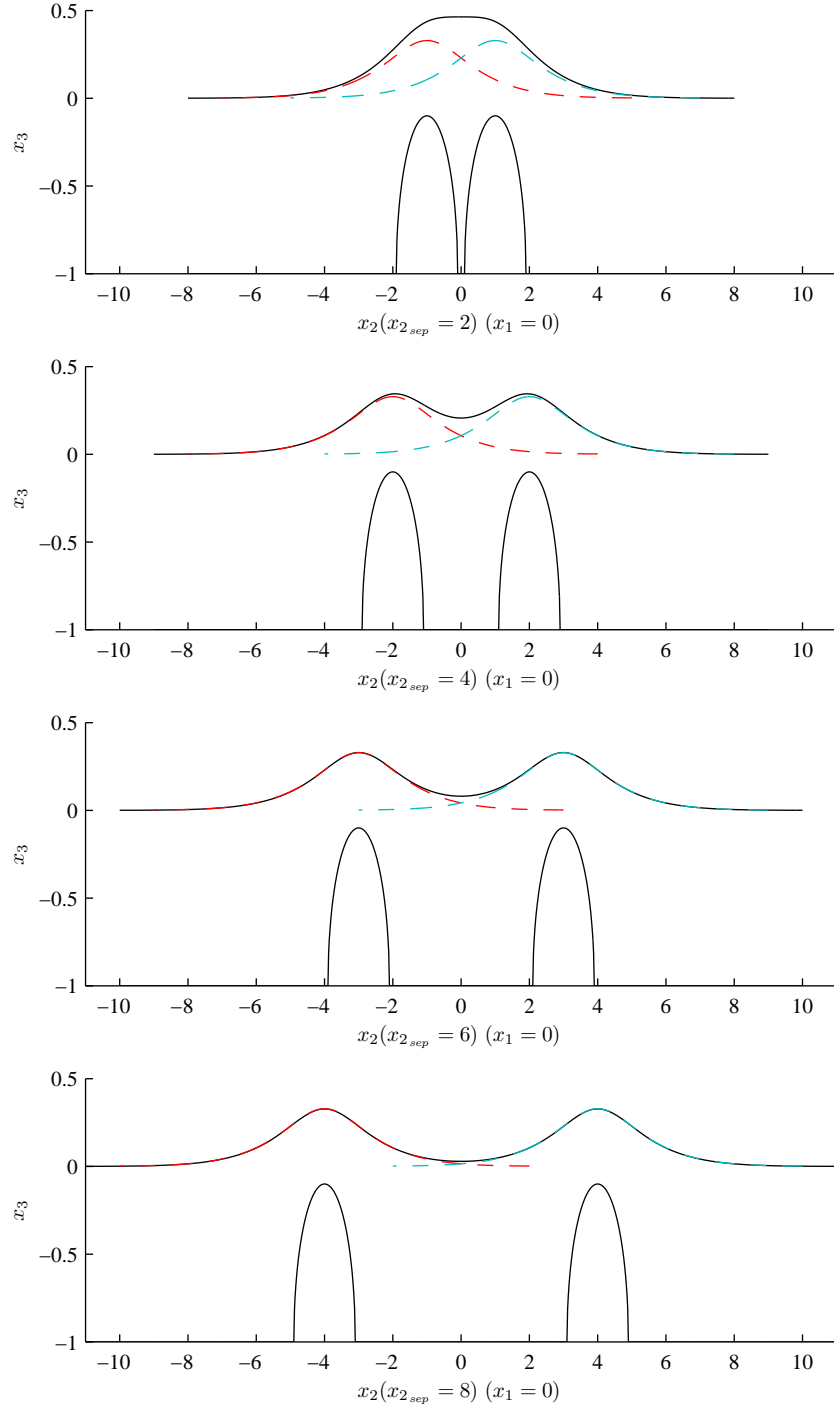 0.5
0
x₃
–0.5
–1
–10 –8 –6 –4 –2 0 2 4 6 8 10
x₂(x₂ₛₑₚ = 2) (x₁ = 0)
0.5
0
x₃
–0.5
–1
–10 –8 –6 –4 –2 0 2 4 6 8 10
x₂(x₂ₛₑₚ = 4) (x₁ = 0)
0.5
0
x₃
–0.5
–1
–10 –8 –6 –4 –2 0 2 4 6 8 10
x₂(x₂ₛₑₚ = 6) (x₁ = 0)
0.5
0
x₃
–0.5
–1
–10 –8 –6 –4 –2 0 2 4 6 8 10
x₂(x₂ₛₑₚ = 8) (x₁ = 0)